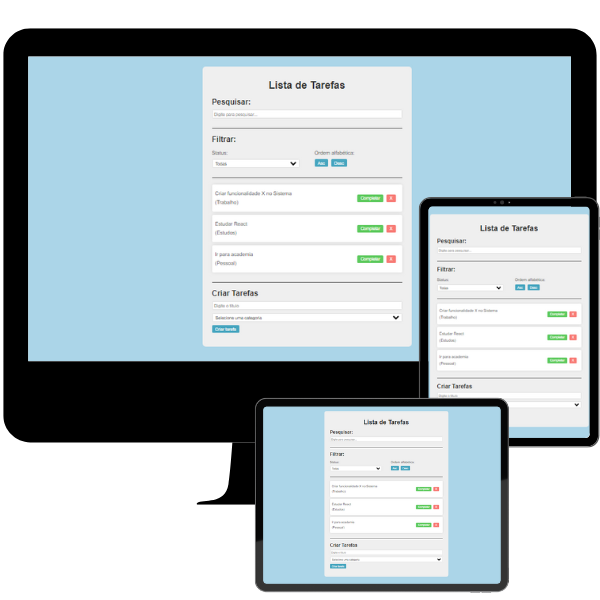 Lista de Tarefas
Pesquisar:
Digite para pesquisar...
Filtrar:
Status: Ordem alfabética:
Todas Asc Desc
Criar funcionalidade X no Sistema
(Trabalho)
Completar X
Estudar React
(Estudos)
Completar X
Ir para academia
(Pessoal)
Completar X
Criar Tarefas
Digite o título
Selecione uma categoria
Criar tarefa
Lista de Tarefas
Pesquisar:
Digite para pesquisar...
Filtrar:
Status: Ordem alfabética:
Todas Asc Desc
Criar funcionalidade X no Sistema
(Trabalho)
Completar X
Estudar React
(Estudos)
Completar X
Ir para academia
(Pessoal)
Completar X
Criar Tarefas
Digite o título
Lista de Tarefas
Pesquisar:
Digite para pesquisar...
Filtrar:
Status: Ordem alfabética:
Todas Asc Desc
Criar funcionalidade X no Sistema
(Trabalho)
Completar X
Estudar React
(Estudos)
Completar X
Ir para academia
(Pessoal)
Completar X
Criar Tarefas
Digite o título
Selecione uma categoria
Criar tarefa